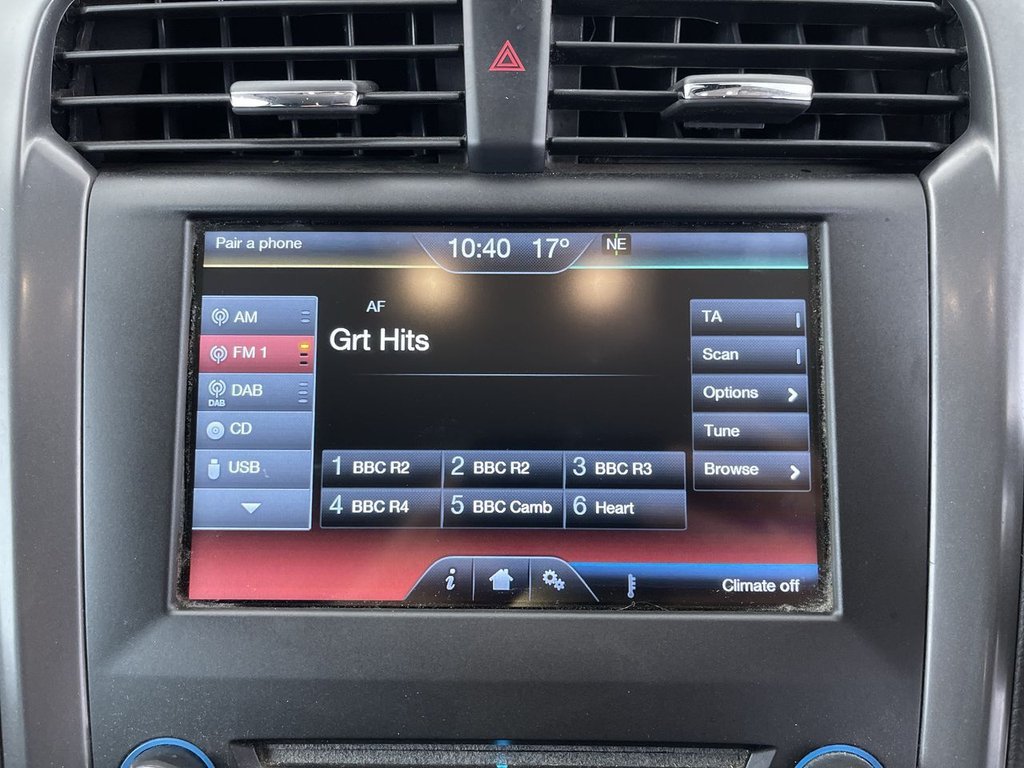 Pair a phone 10:40 17° NE
AF
Grt Hits
AM
FM 1
DAB
DAB
CD
USB
TA
Scan
Options
Tune
Browse
1 BBC R2 2 BBC R2 3 BBC R3
4 BBC R4 5 BBC Camb 6 Heart
i
Climate off